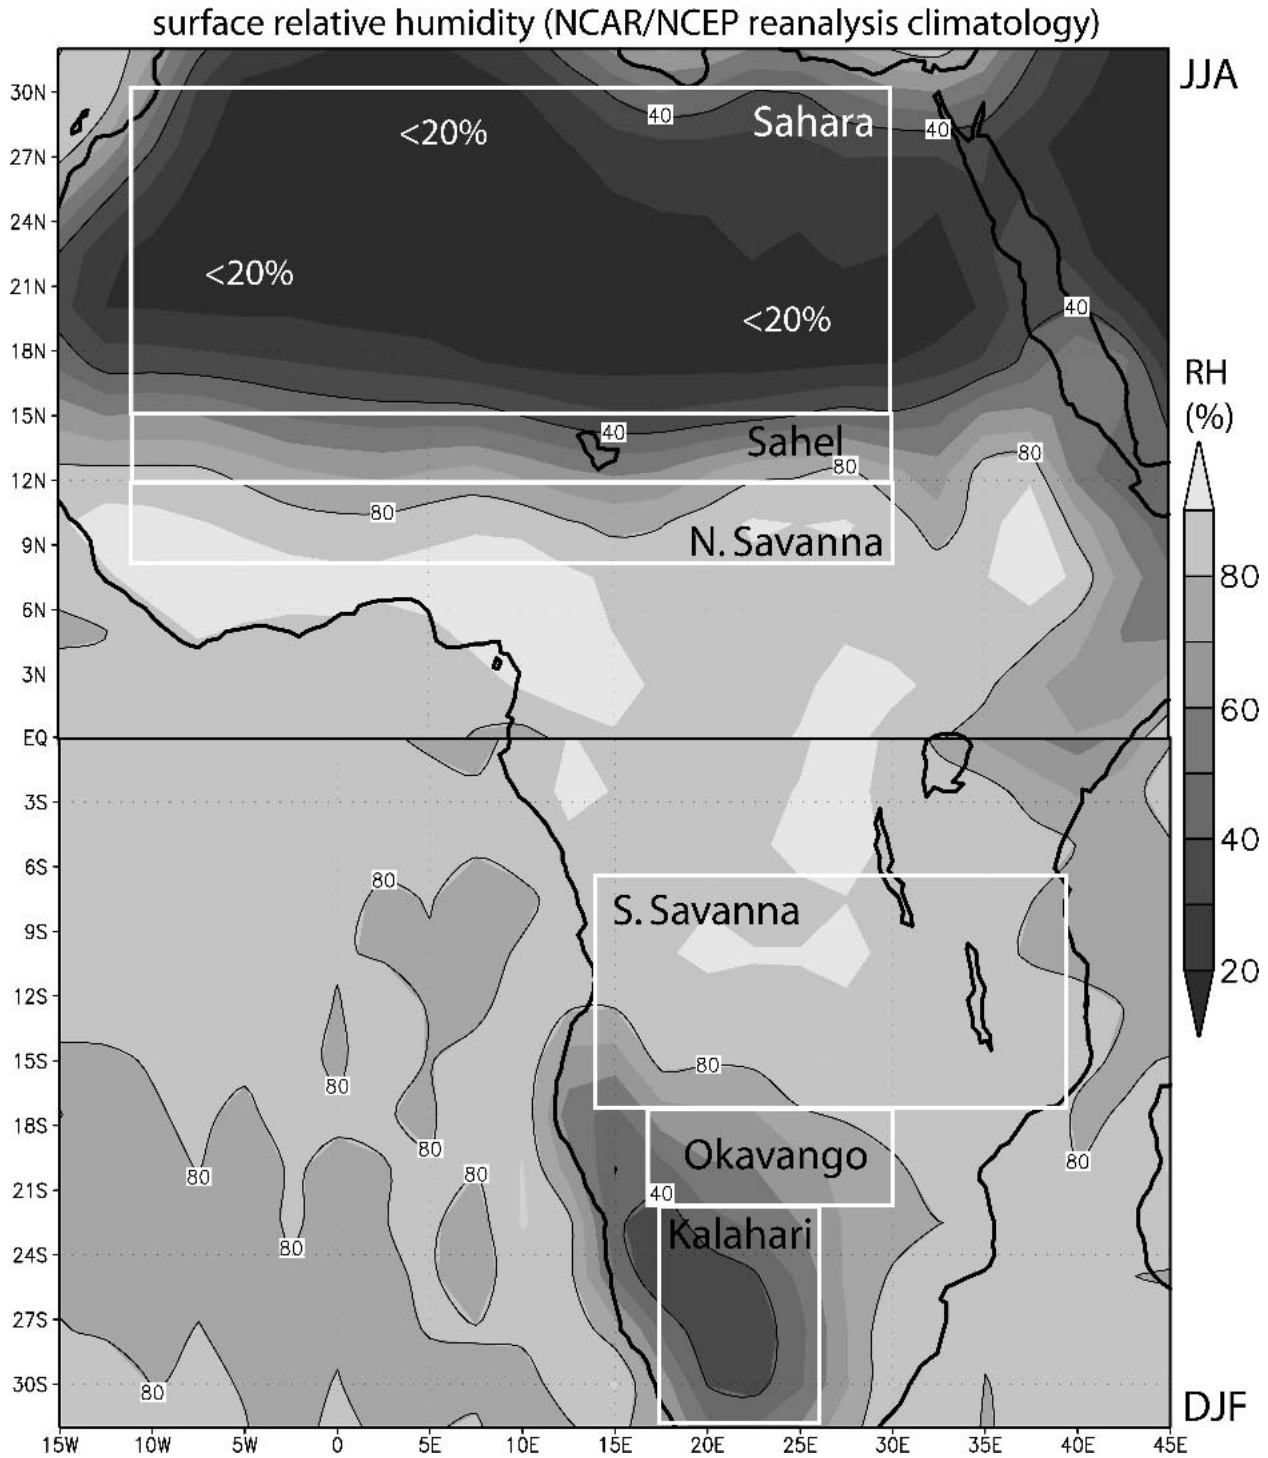 surface relative humidity (NCAR/NCEP reanalysis climatology)
JJA
30N
40
Sahara
<20%
40
27N
24N
<20%
21N
40
<20%
18N
RH
(%)
15N
40
Sahel
80
80
12N
80
N. Savanna
9N
80
6N
3N
60
EQ
3S
40
6S
80
S. Savanna
9S
20
12S
15S
80
80
18S
80
Okavango
80
80
80
21S
40
Kalahari
80
24S
27S
30S
80
DJF
15W 10W 5W 0 5E 10E 15E 20E 25E 30E 35E 40E 45E